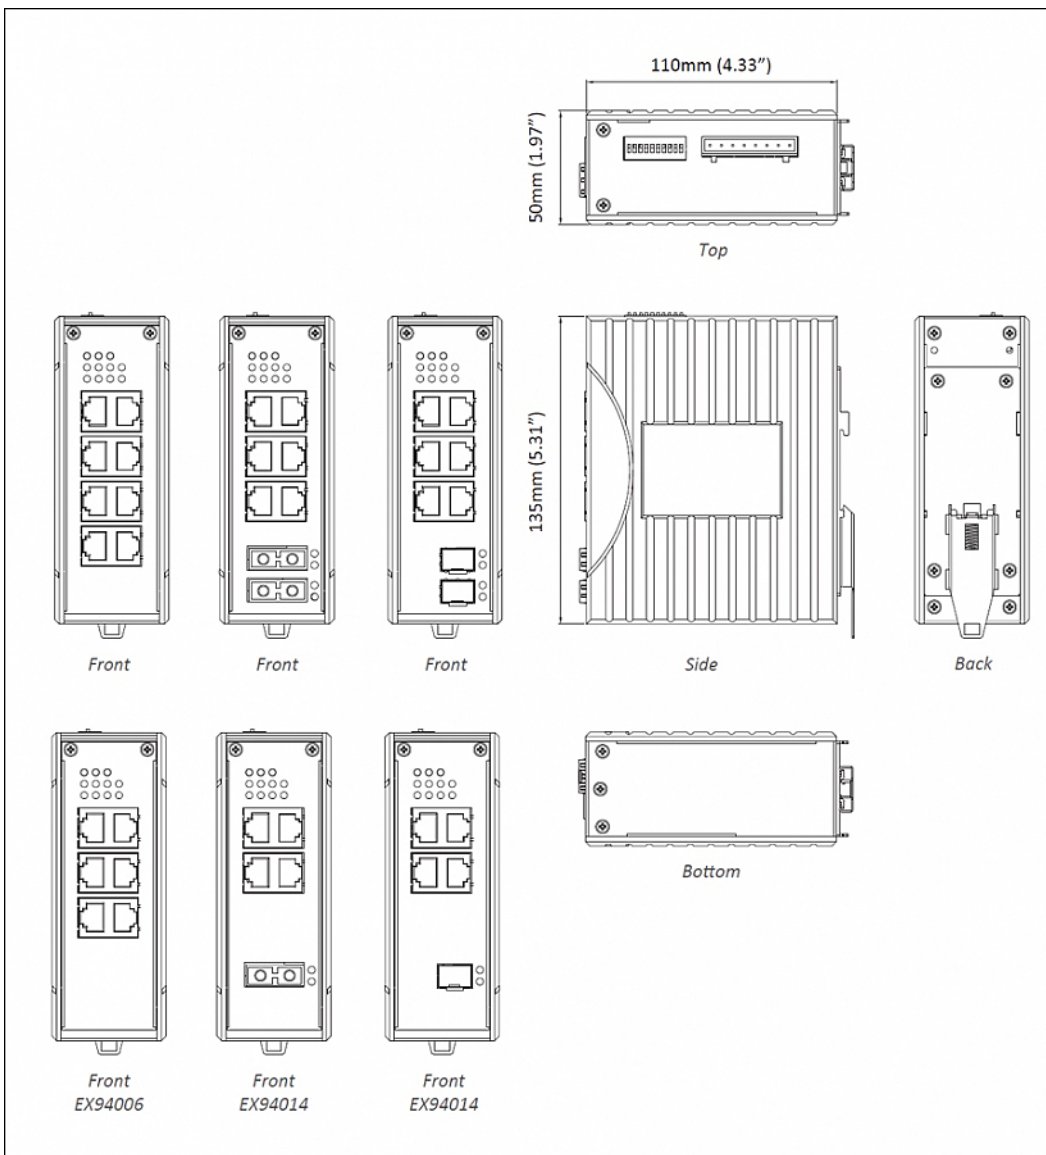 110mm (4.33”)
50mm (1.97”)
Top
135mm (5.31”)
Front
Front
Front
Side
Back
Bottom
Front
EX94006
Front
EX94014
Front
EX94014